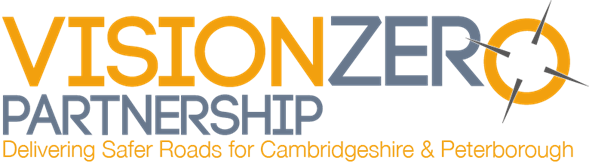 VISIONZERO
PARTNERSHIP
Delivering Safer Roads for Cambridgeshire & Peterborough